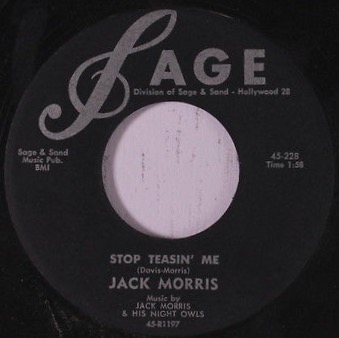 SAGE
Division of Sage & Sand - Hollywood 28
Sage & Sand
Music Pub.
BMI
45-228
Time 1:58
STOP TEASIN' ME
(Davis-Morris)
JACK MORRIS
Music by
JACK MORRIS
& HIS NIGHT OWLS
45-R1197